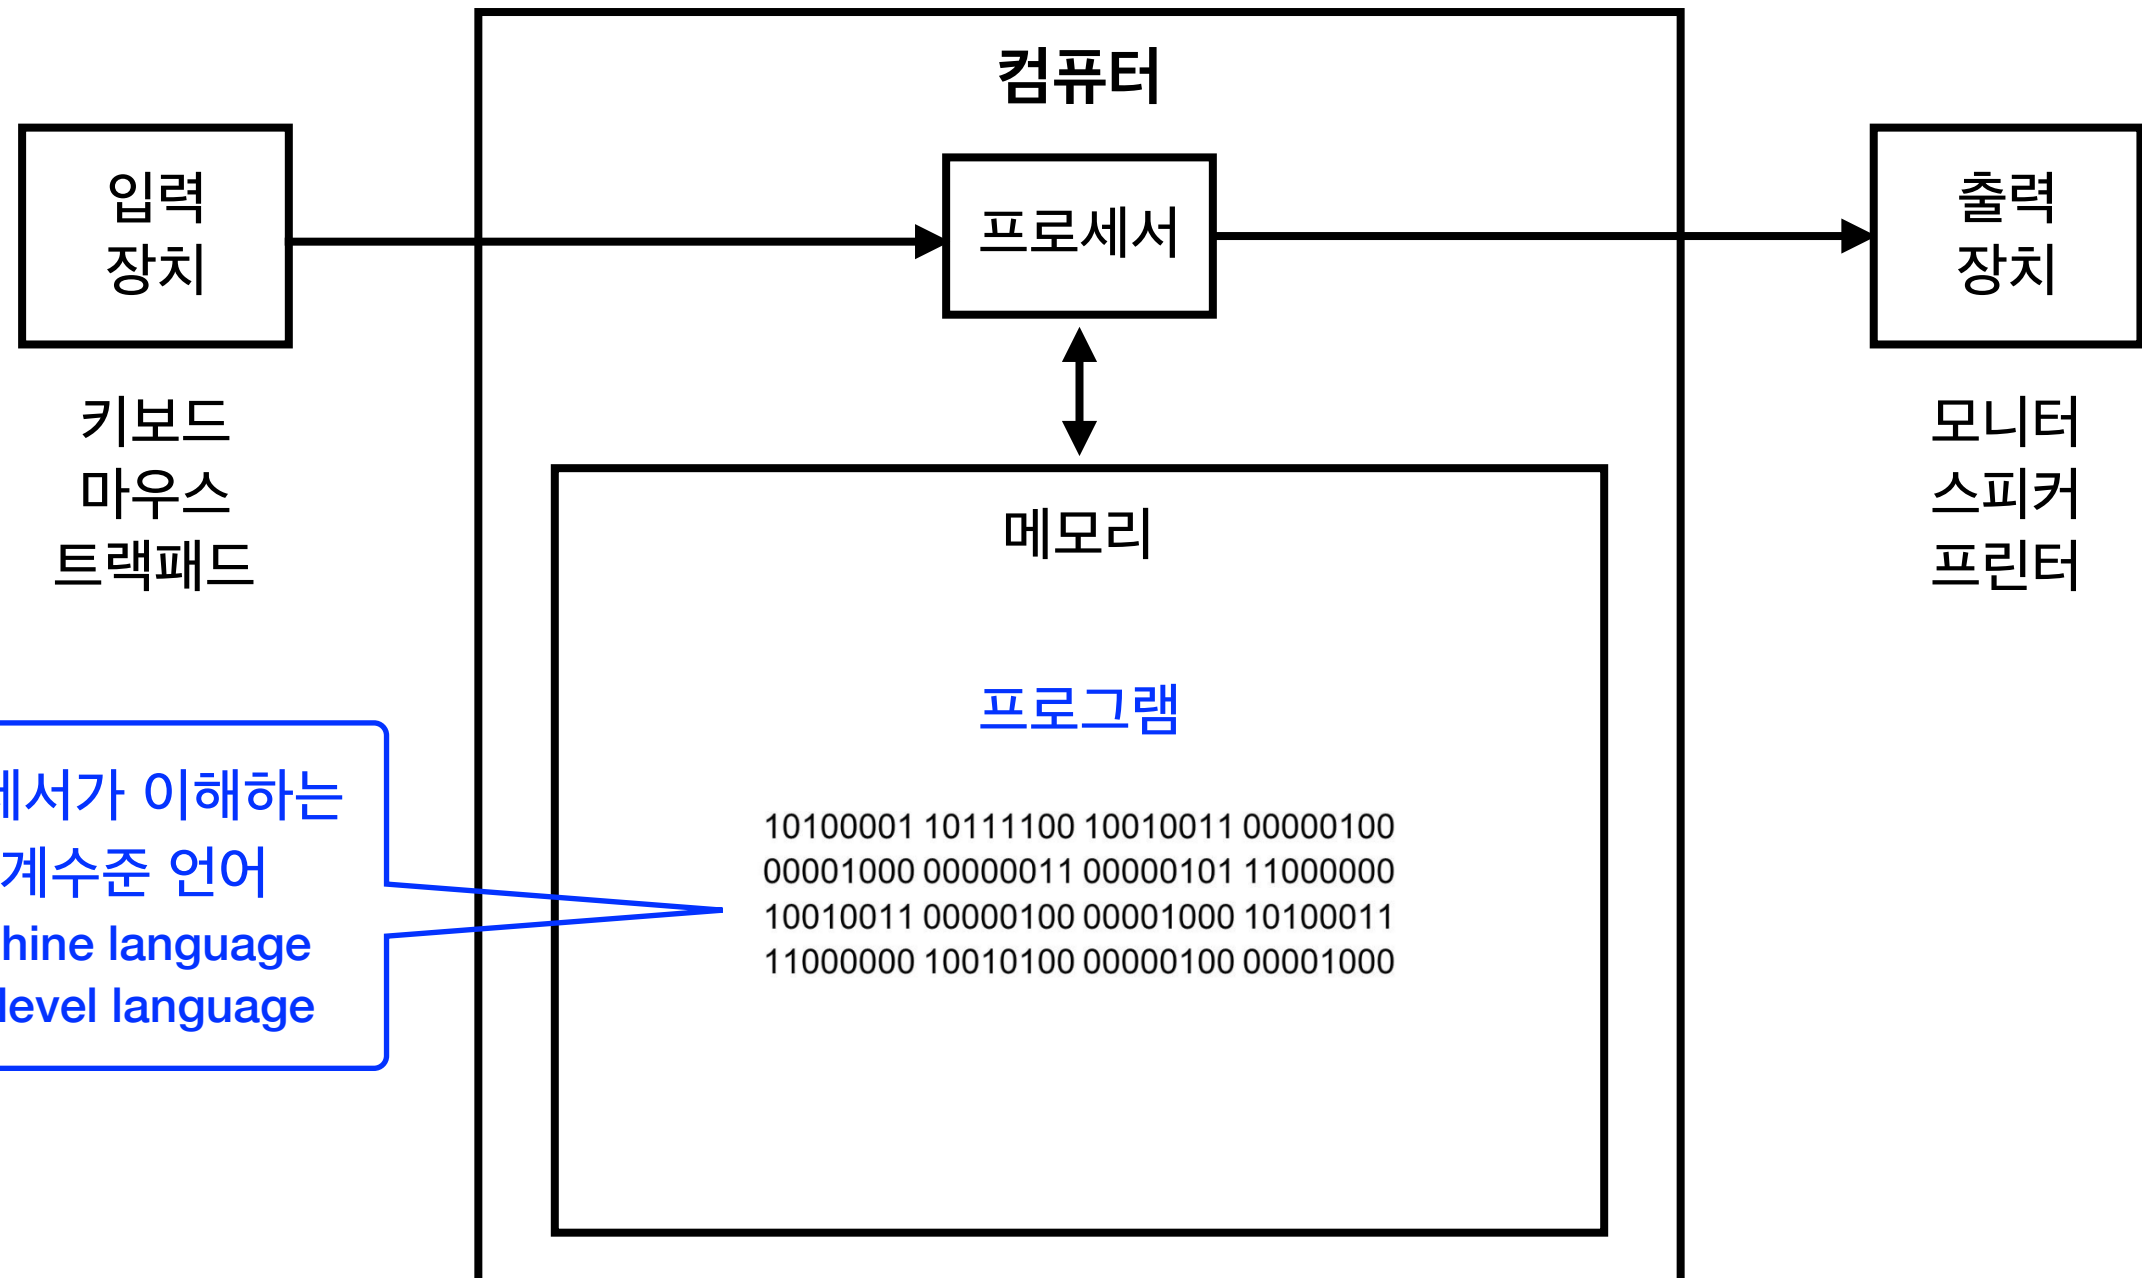 컴퓨터
입력
장치
프로세서
출력
장치
키보드
마우스
트랙패드
모니터
스피커
프린터
메모리
프로그램
10100001 10111100 10010011 00000100
00001000 00000011 00000101 11000000
10010011 00000100 00001000 10100011
11000000 10010100 00000100 00001000
세서가 이해하는
계수준 언어
hine language
level language